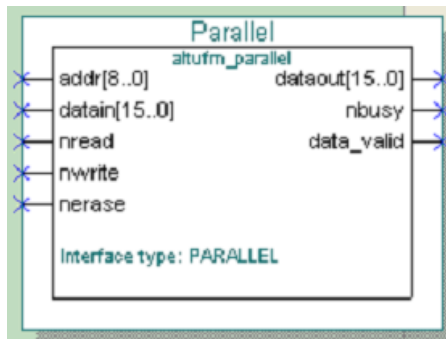 Parallel
altufm_parallel
addr[8..0] dataout[15..0]
datain[15..0] nbusy
nread data_valid
nwrite
nerase
Interface type: PARALLEL